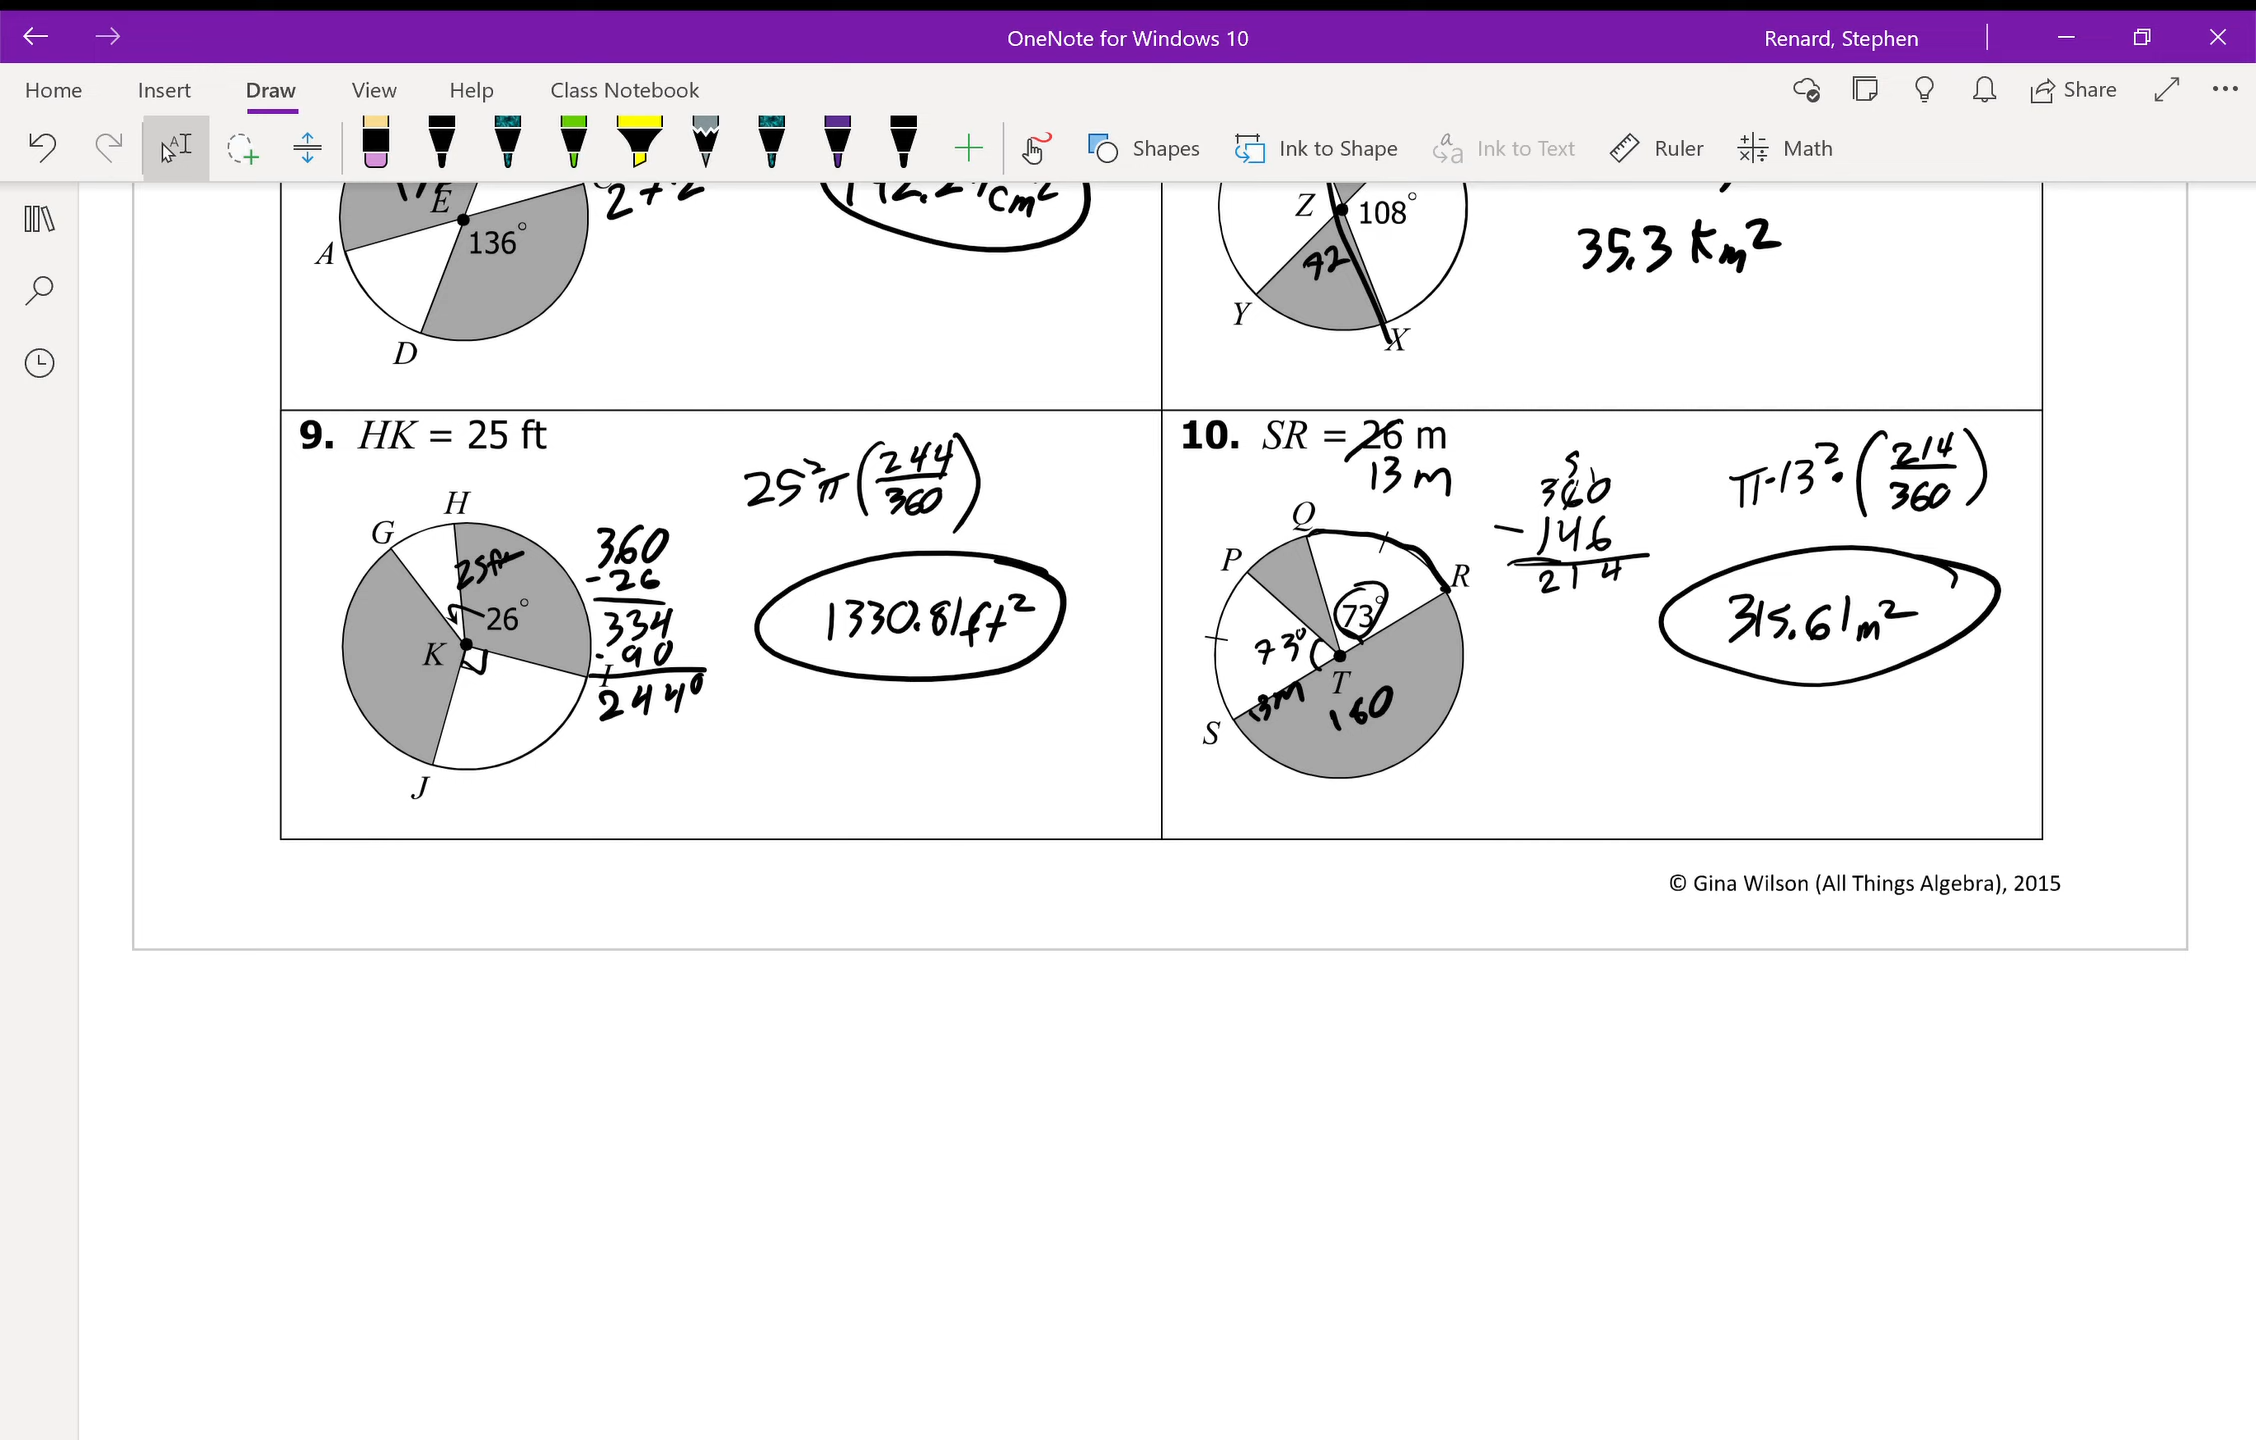 OneNote for Windows 10
Renard, Stephen
Home Insert Draw View Help Class Notebook
Share
Shapes Ink to Shape Ink to Text Ruler Math
E
136°
A
D
cm²
Z
108°
42
Y
X
35.3 Km²
9. HK = 25 ft
25²π(244/360)
H
G
25ft
26°
K
I
J
360
-26
334
-90
244°
1330.81ft²
10. SR = 26 m
13 m
Q
P
R
73°
73°
T
13m
180
S
360
-146
214
π·13²·(214/360)
315.61m²
© Gina Wilson (All Things Algebra), 2015